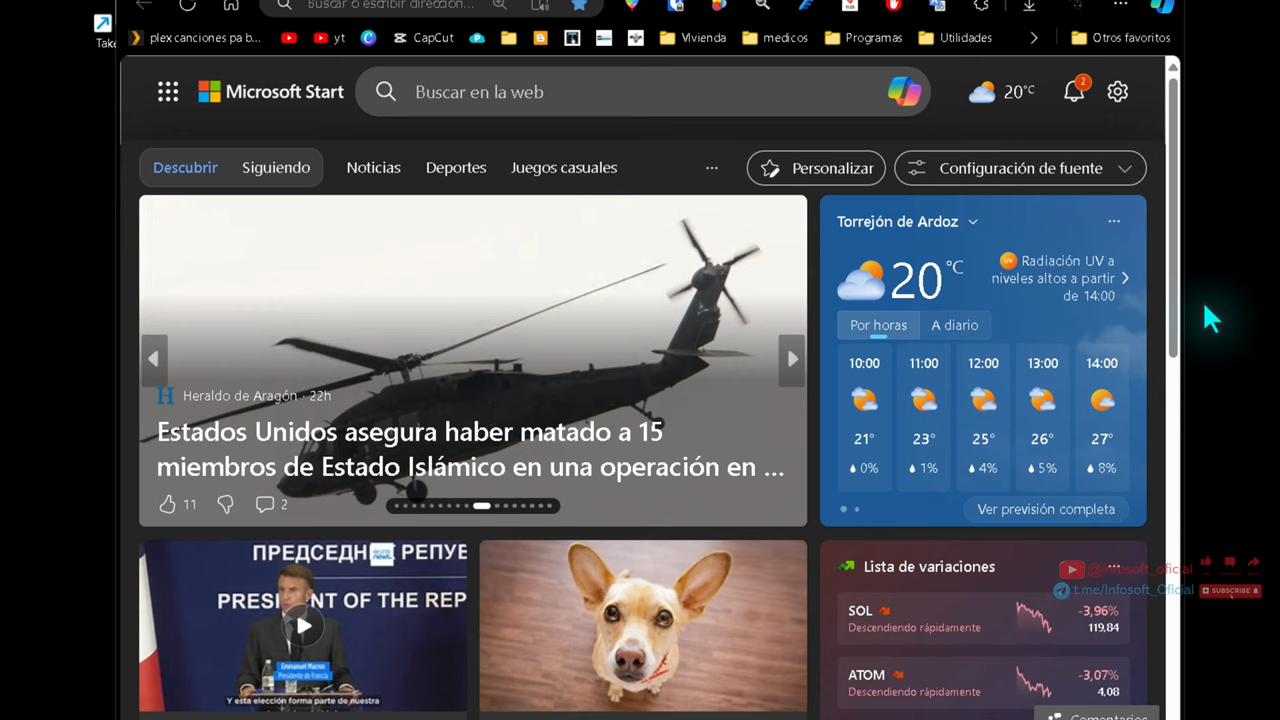 Buscar o escribir dirección...
Take
plex canciones pa b...
yt
CapCut
VIvienda
medicos
Programas
Utilidades
Otros favoritos
Microsoft Start
Buscar en la web
20°C
2
Descubrir
Siguiendo
Noticias
Deportes
Juegos casuales
...
Personalizar
Configuración de fuente
Heraldo de Aragón · 22h
Estados Unidos asegura haber matado a 15
miembros de Estado Islámico en una operación en ...
11
2
Torrejón de Ardoz
...
20 °C
UV
Radiación UV a
niveles altos a partir
de 14:00
Por horas
A diario
10:00 11:00 12:00 13:00 14:00
21° 23° 25° 26° 27°
0% 1% 4% 5% 8%
Ver previsión completa
ПРЕДСЕДН
euronews.
РЕПУБ
PRESIDENT OF THE REP
Emmanuel Macron
Presidente de Francia
Y esta elección forma parte de nuestra
Lista de variaciones
SOL
-3,96%
Descendiendo rápidamente
119,84
ATOM
-3,07%
Descendiendo rápidamente
4,08
Comentarios
@Infosoft_oficial
t.me/Infosoft_Oficial
SUBSCRIBE